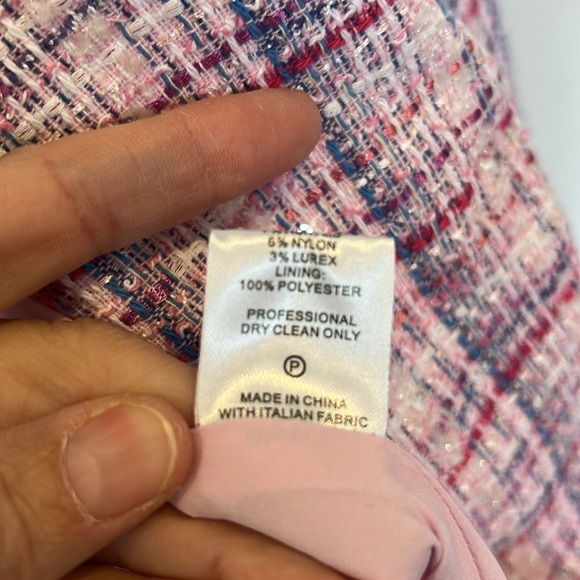 6% NYLON
3% LUREX
LINING:
100% POLYESTER
PROFESSIONAL
DRY CLEAN ONLY
P
MADE IN CHINA
WITH ITALIAN FABRIC